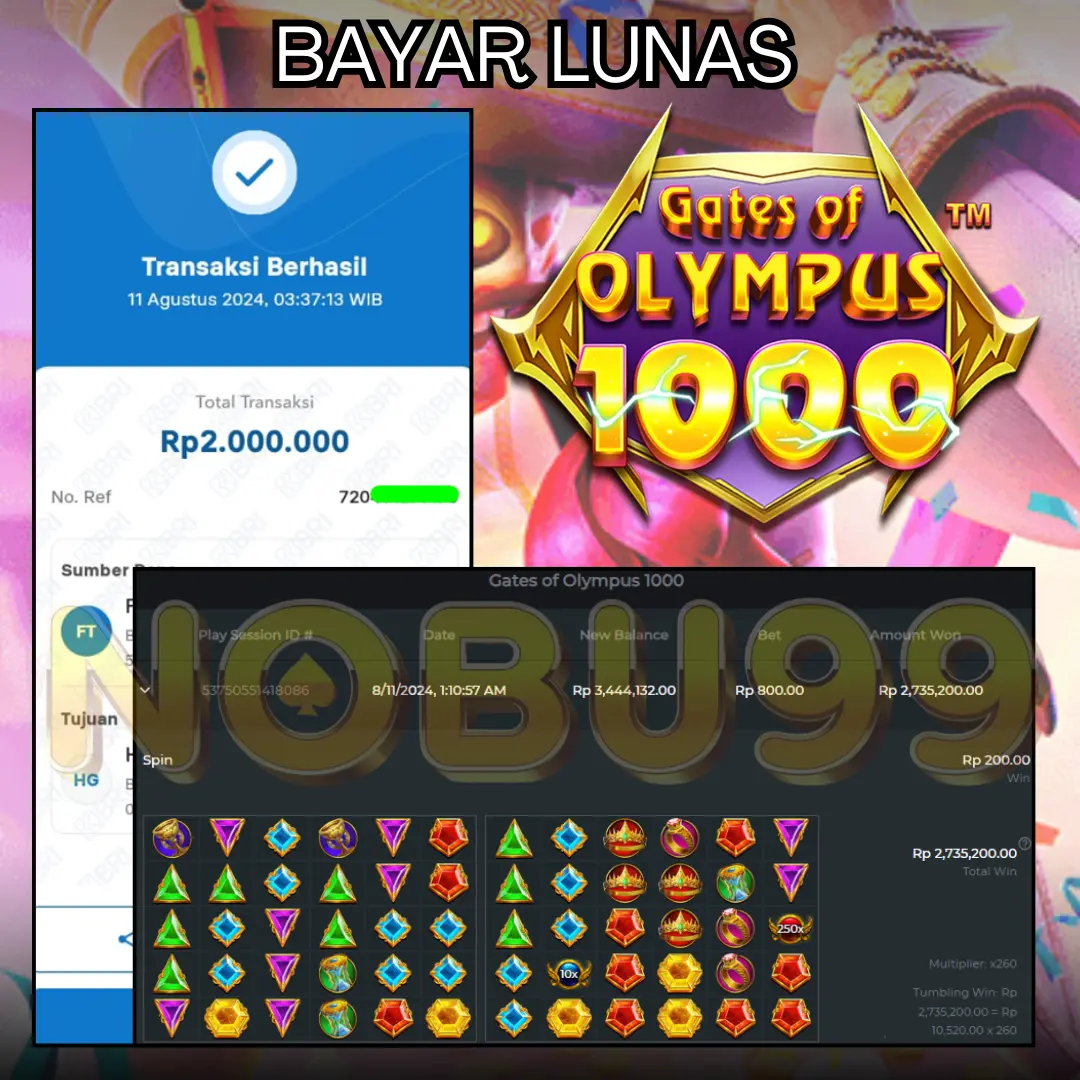 BAYAR LUNAS
Transaksi Berhasil
11 Agustus 2024, 03:37:13 WIB
Total Transaksi
Rp2.000.000
No. Ref 720
Sumber
FT
Tujuan
HG
Gates of
OLYMPUS
1000
TM
Gates of Olympus 1000
NOBU99
Play Session ID # Date New Balance Bet Amount Won
53750551418086 8/11/2024, 1:10:57 AM Rp 3,444,132.00 Rp 800.00 Rp 2,735,200.00
Spin Rp 200.00
Win
Rp 2,735,200.00
Total Win
250x
10x
Multiplier: x260
Tumbling Win: Rp
2,735,200.00 = Rp
10,520.00 x 260